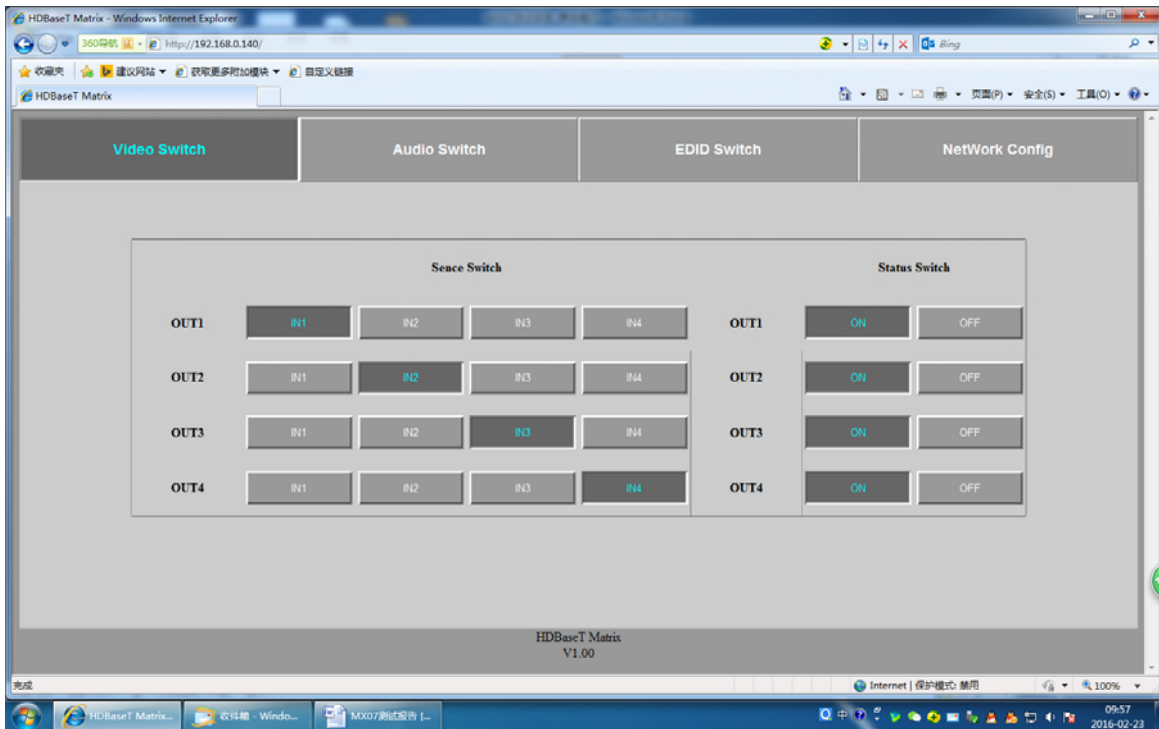 HDBaseT Matrix - Windows Internet Explorer
360导航 http://192.168.0.140/ Bing
收藏夹 建议网站 获取更多附加模块 自定义链接
HDBaseT Matrix 页面(P) 安全(S) 工具(O)
Video Switch Audio Switch EDID Switch NetWork Config
Sence Switch Status Switch
OUT1 IN1 IN2 IN3 IN4 OUT1 ON OFF
OUT2 IN1 IN2 IN3 IN4 OUT2 ON OFF
OUT3 IN1 IN2 IN3 IN4 OUT3 ON OFF
OUT4 IN1 IN2 IN3 IN4 OUT4 ON OFF
HDBaseT Matrix
V1.00
完成 Internet | 保护模式: 禁用 100%
HDBaseT Matrix... 收件箱 - Windo... MX07测试报告 [... 中 09:57
2016-02-23